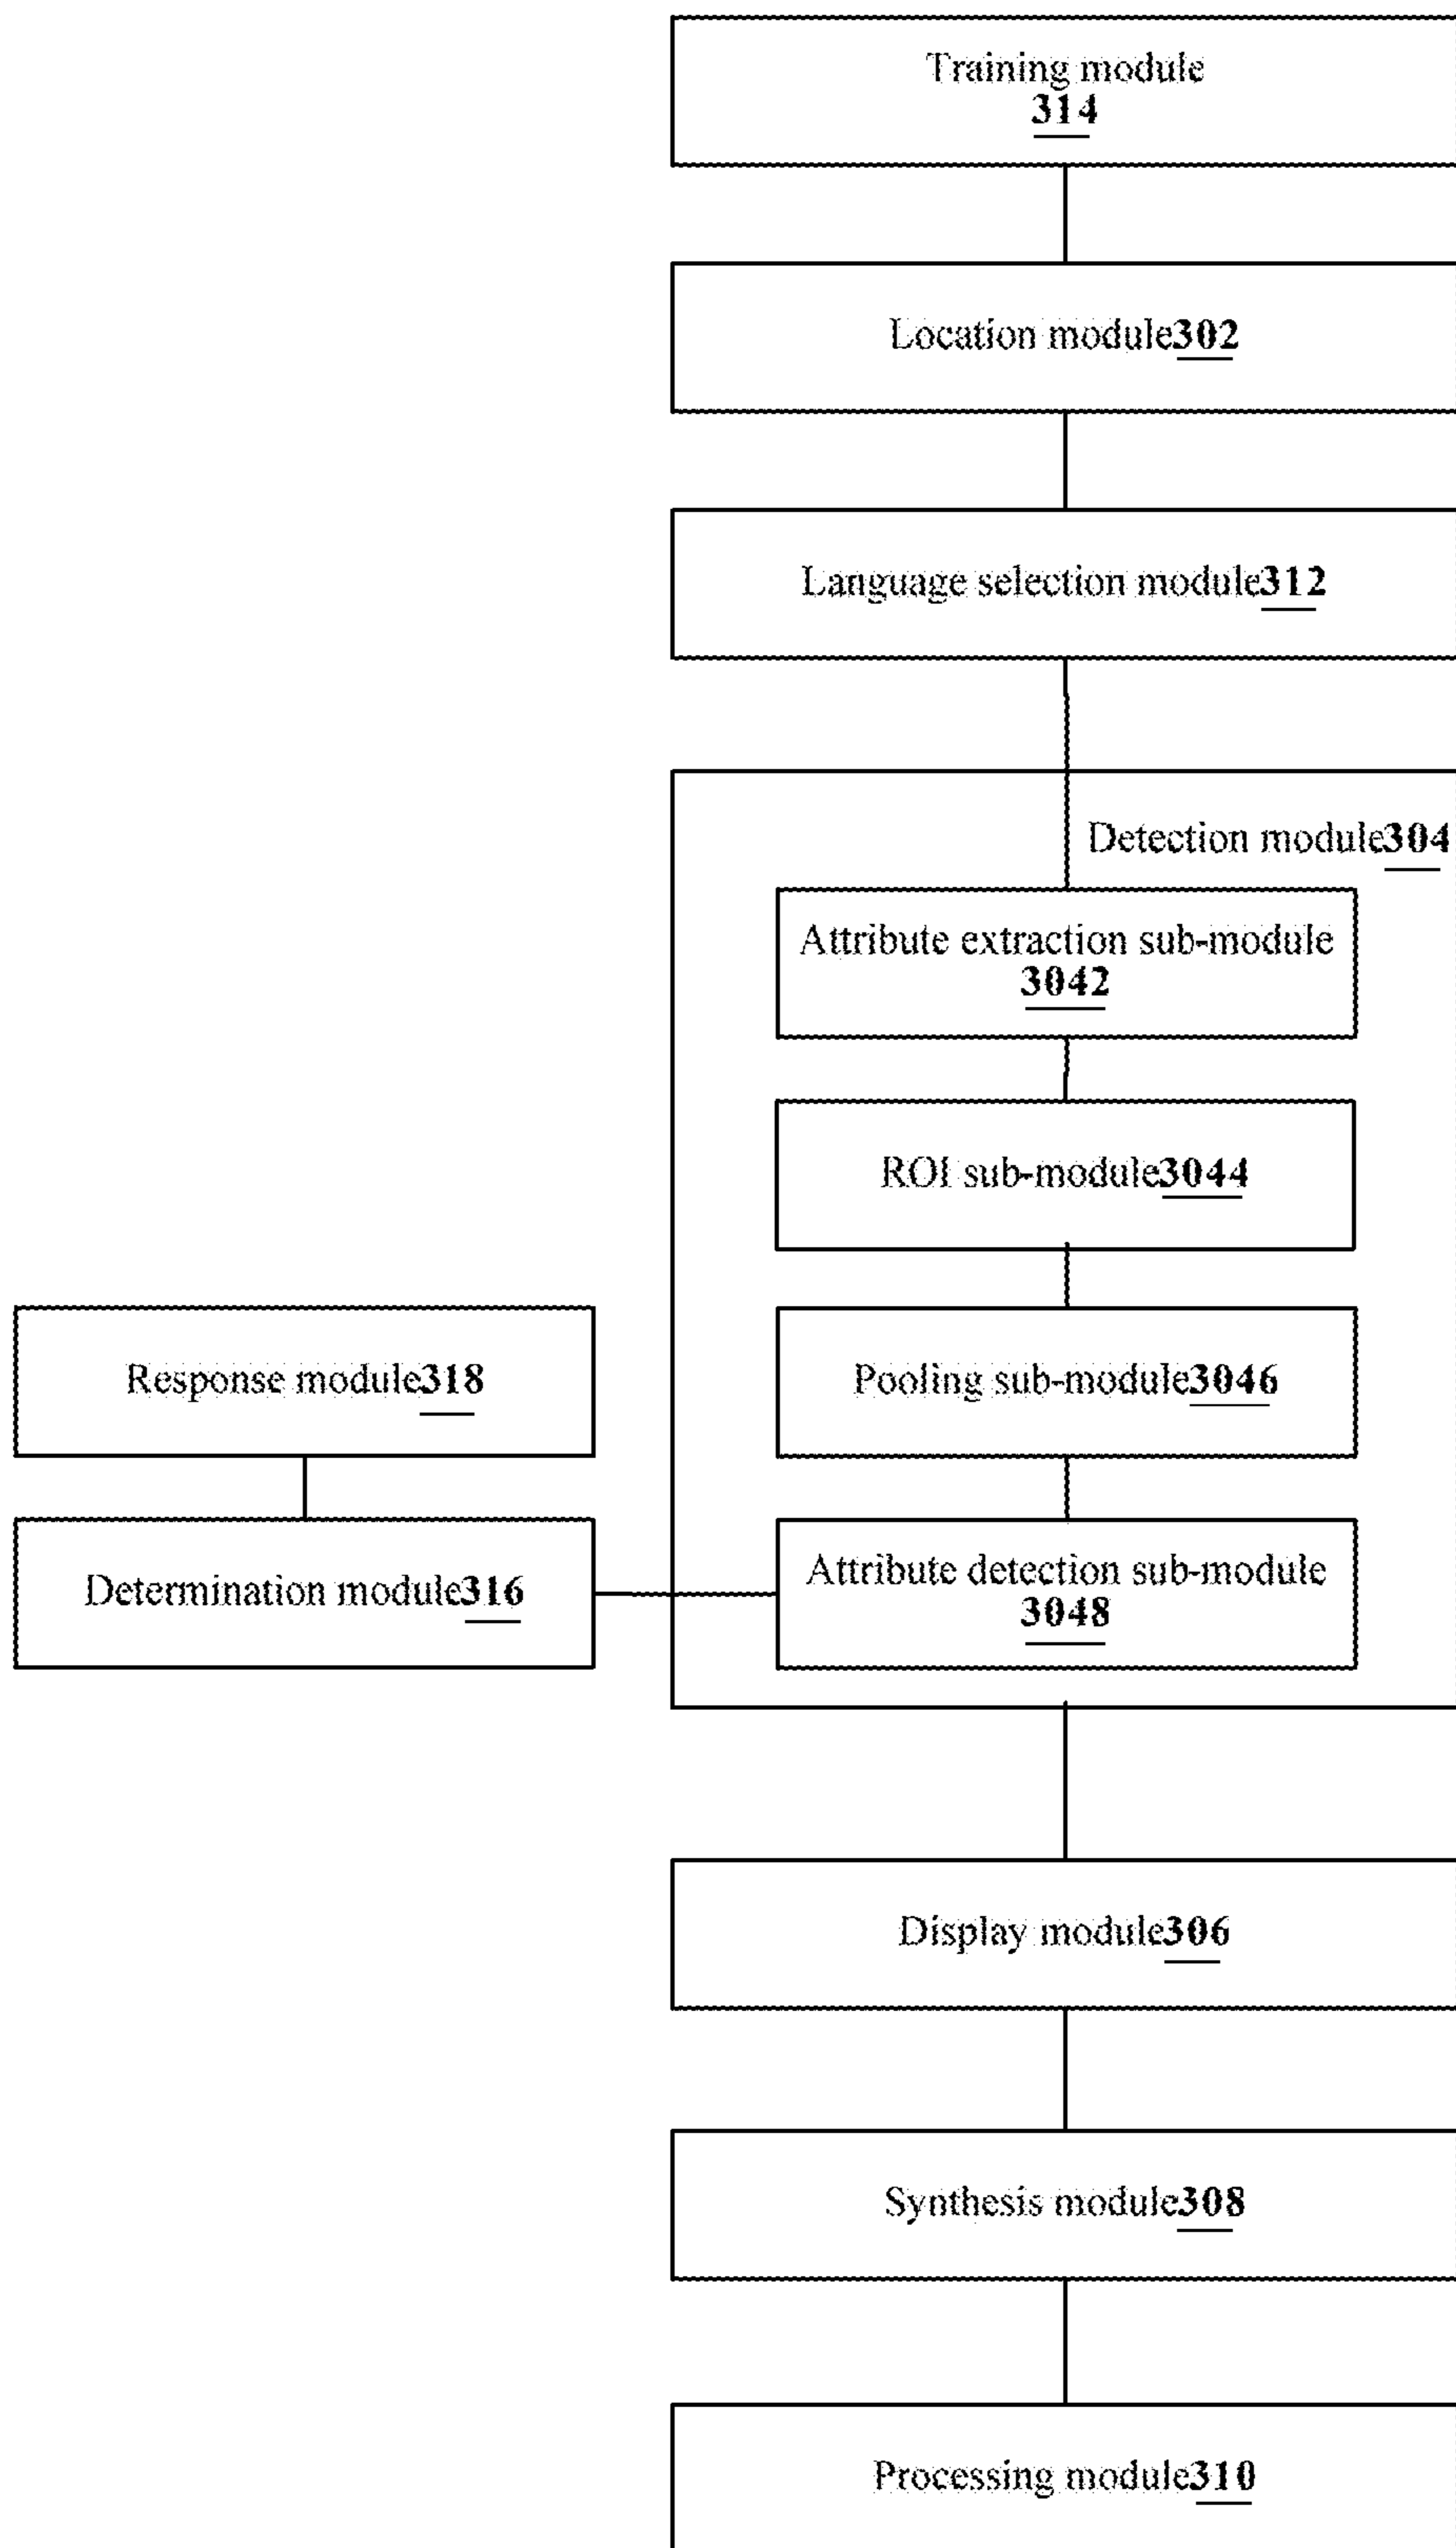 Training module
314
Location module302
Language selection module312
Detection module304
Attribute extraction sub-module
3042
ROI sub-module3044
Response module318
Pooling sub-module3046
Determination module316
Attribute detection sub-module
3048
Display module306
Synthesis module308
Processing module310